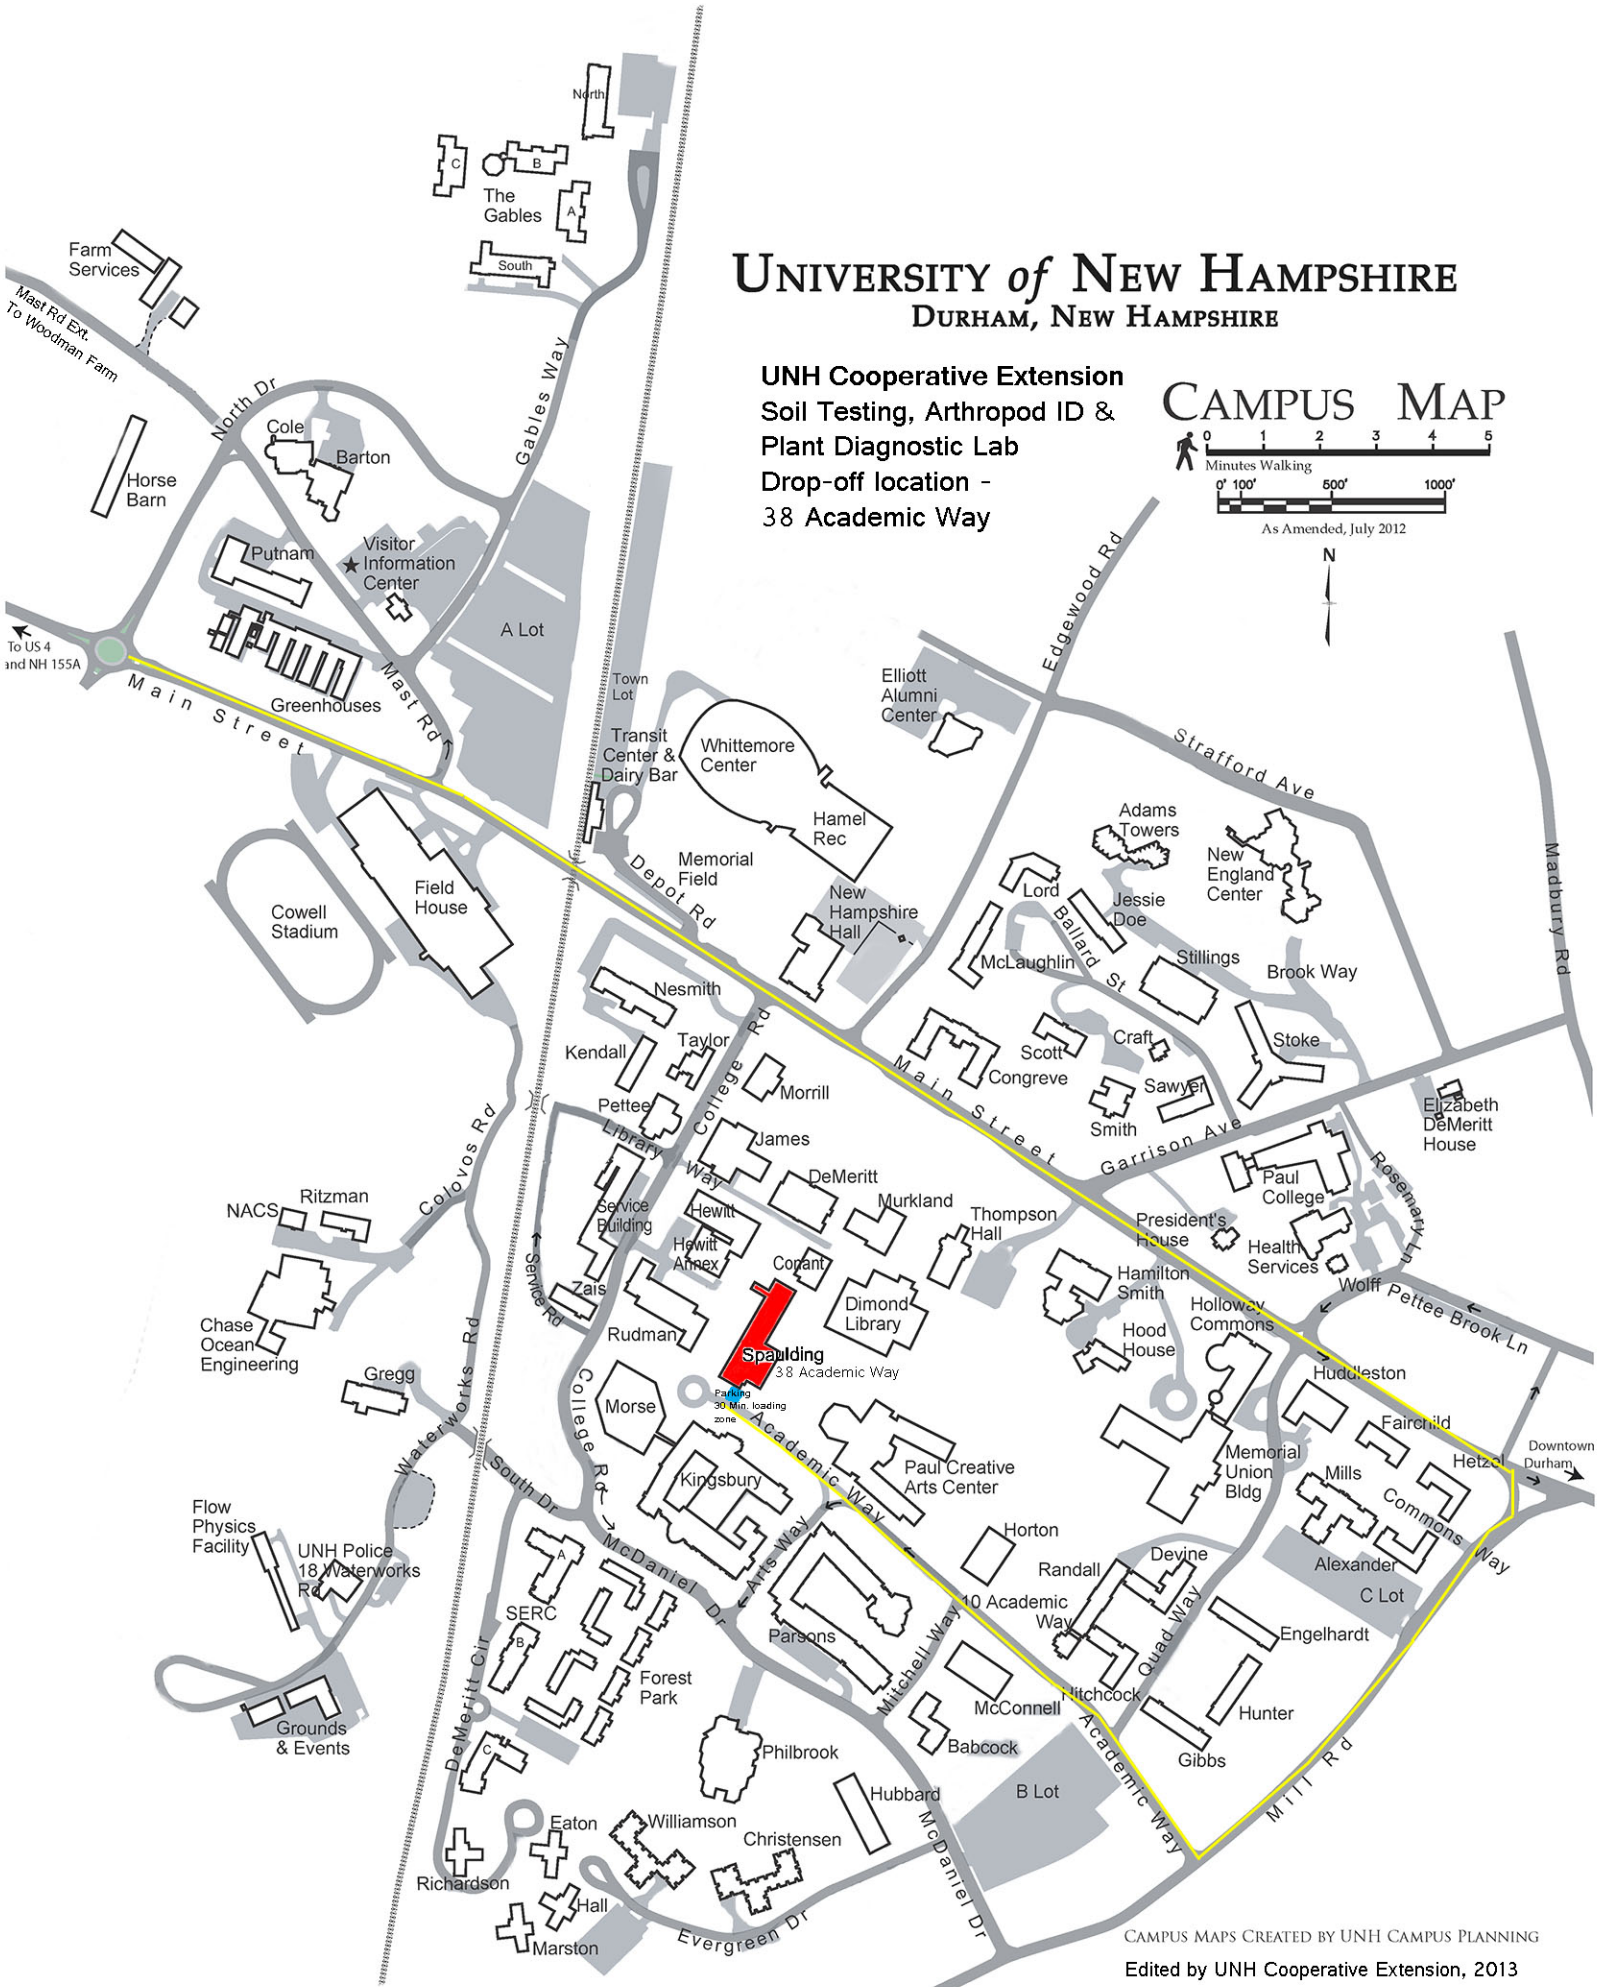 North
C
B
The
Gables
A
South
Farm
Services
Mast Rd Ext.
To Woodman Farm
UNIVERSITY of NEW HAMPSHIRE
DURHAM, NEW HAMPSHIRE
UNH Cooperative Extension
Soil Testing, Arthropod ID &
Plant Diagnostic Lab
Drop-off location -
38 Academic Way
CAMPUS MAP
0 1 2 3 4 5
Minutes Walking
0' 100' 500' 1000'
As Amended, July 2012
N
North Dr
Gables Way
Cole
Barton
Horse
Barn
Putnam
Visitor
Information
Center
A Lot
Edgewood Rd
To US 4
and NH 155A
Main Street
Greenhouses
Mast Rd
Town
Lot
Transit
Center &
Dairy Bar
Whittemore
Center
Hamel
Rec
Elliott
Alumni
Center
Strafford Ave
Madbury Rd
Adams
Towers
New
England
Center
Memorial
Field
Depot Rd
Field
House
Cowell
Stadium
New
Hampshire
Hall
Lord
Jessie
Doe
Ballard St
McLaughlin
Stillings
Brook Way
Nesmith
Kendall
Taylor
College Rd
Morrill
Main Street
Scott
Congreve
Craft
Stoke
Sawyer
Smith
Garrison Ave
Elizabeth
DeMeritt
House
Pettee
Library Way
James
DeMeritt
Colovos Rd
NACS
Ritzman
Service
Building
Hewitt
Hewitt
Annex
Murkland
Thompson
Hall
Conant
President's
House
Paul
College
Rosemary Ln
Health
Services
Wolff
Pettee Brook Ln
Service Rd
Zais
Rudman
Dimond
Library
Hamilton
Smith
Hood
House
Holloway
Commons
Huddleston
Chase
Ocean
Engineering
Gregg
Waterworks Rd
Spaulding
38 Academic Way
Parking
30 Min. loading
zone
Morse
College Rd
Academic Way
Kingsbury
Paul Creative
Arts Center
Memorial
Union
Bldg
Fairchild
Hetzel
Downtown
Durham
Mills
Commons Way
Alexander
C Lot
South Dr
Flow
Physics
Facility
UNH Police
18 Waterworks
Rd
A
McDaniel Dr
Arts Way
Horton
Randall
Devine
10 Academic
Way
SERC
B
Parsons
Mitchell Way
Quad Way
Engelhardt
Forest
Park
McConnell
Hitchcock
Hunter
Grounds
& Events
DeMeritt Cir
C
Philbrook
Babcock
Gibbs
Mill Rd
Academic Way
B Lot
Hubbard
McDaniel Dr
Eaton
Williamson
Christensen
Richardson
Hall
Marston
Evergreen Dr
CAMPUS MAPS CREATED BY UNH CAMPUS PLANNING
Edited by UNH Cooperative Extension, 2013